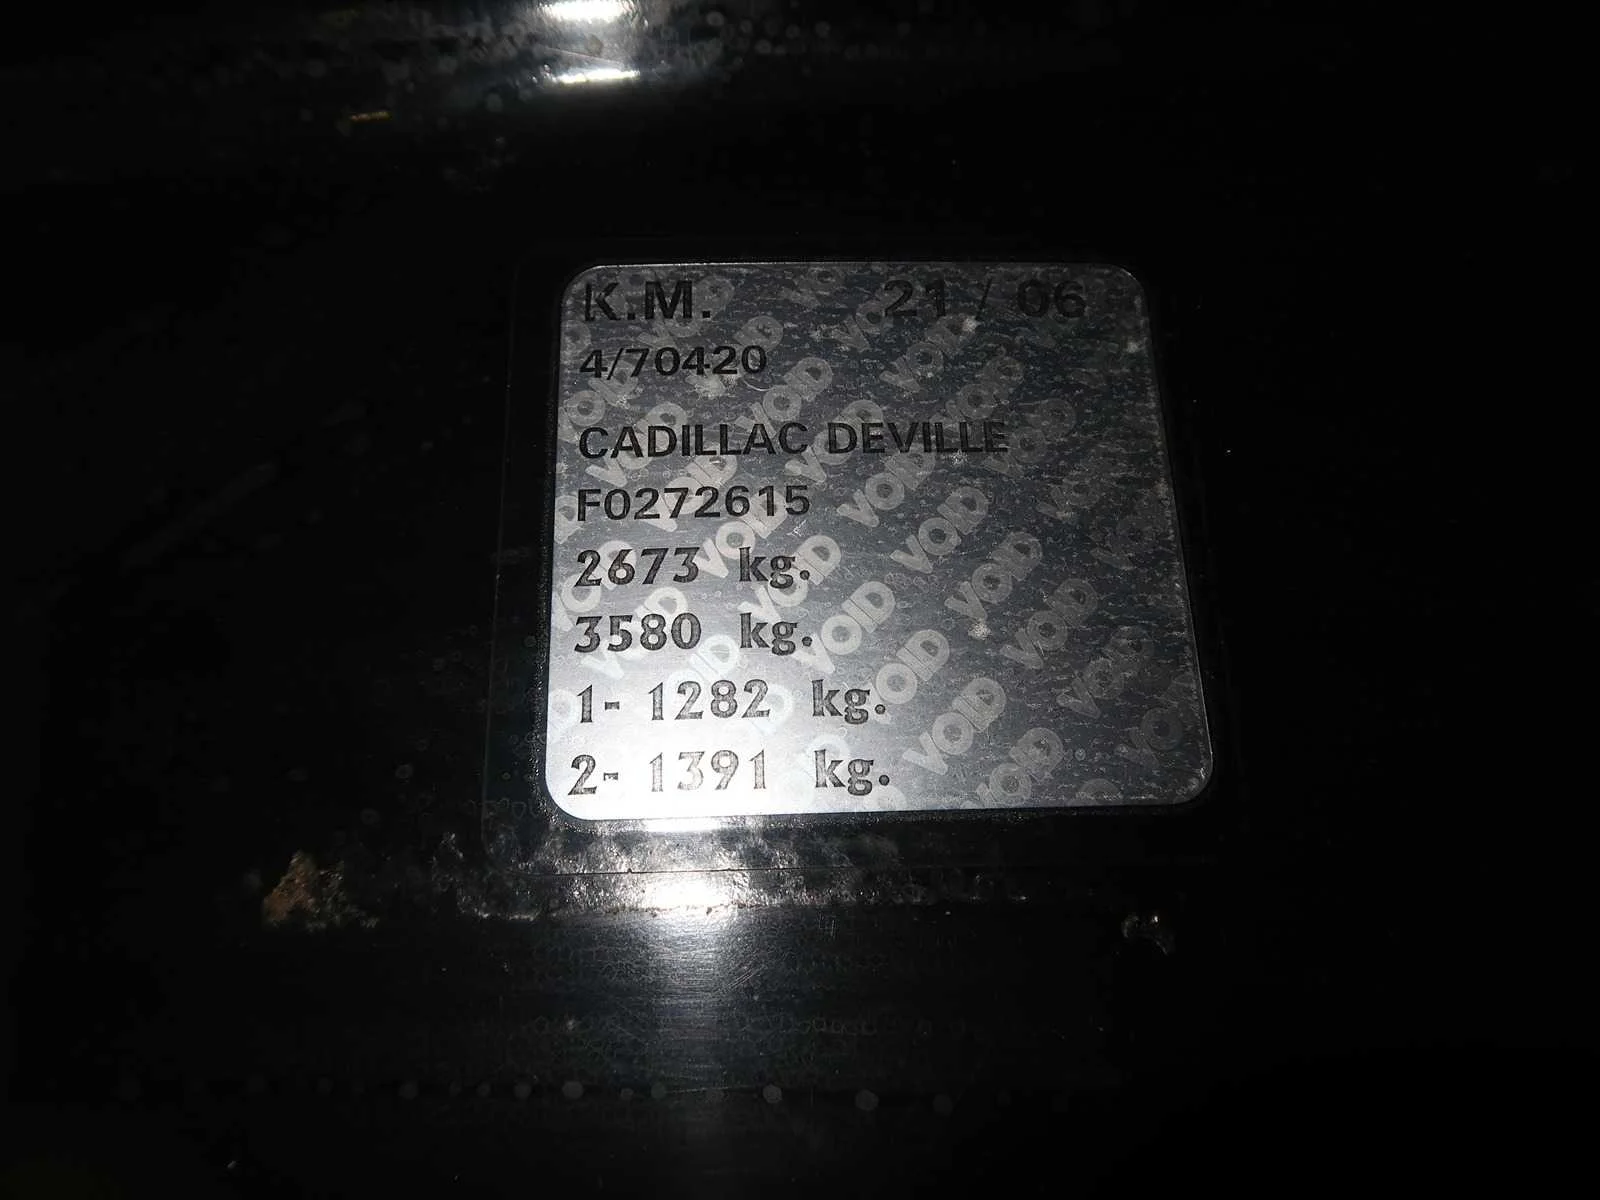 K.M. 21 / 06
4/70420
CADILLAC DEVILLE
F0272615
2673 kg.
3580 kg.
1- 1282 kg.
2- 1391 kg.